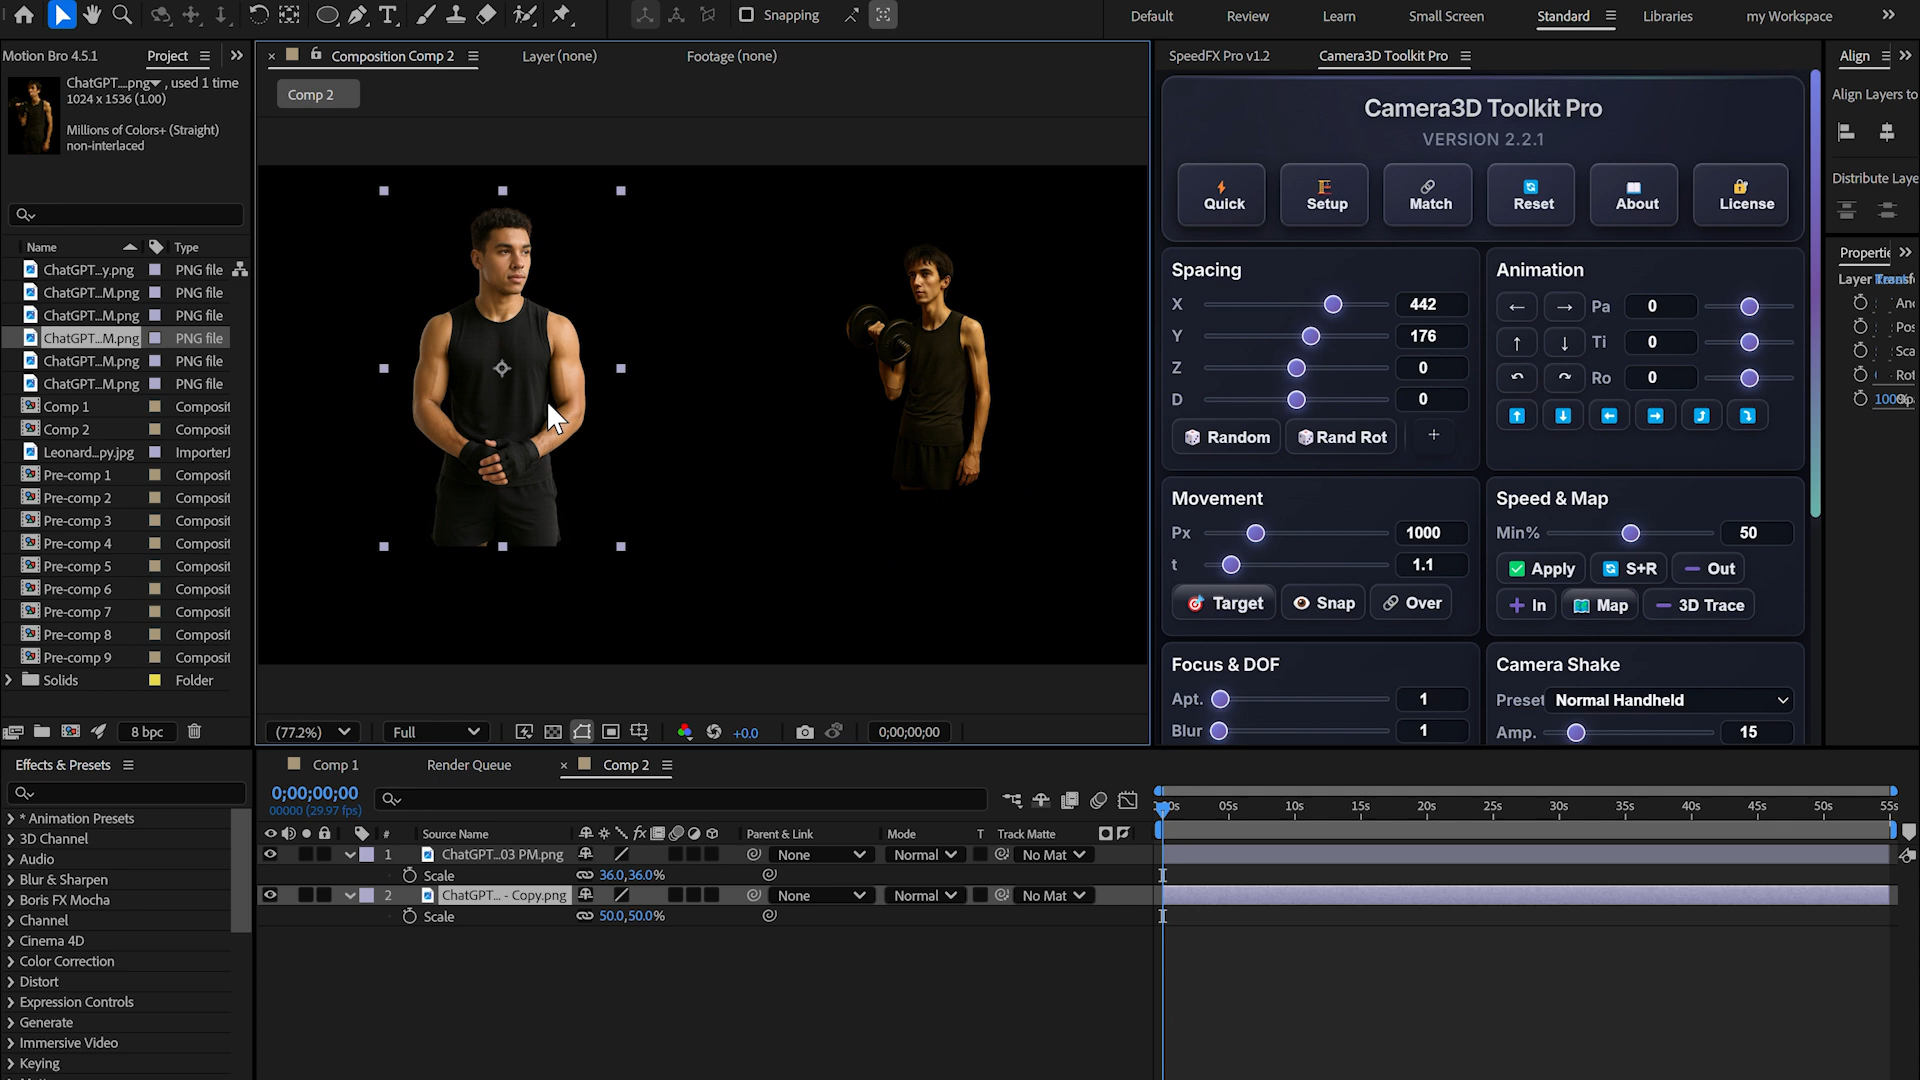 Snapping
Default
Review
Learn
Small Screen
Standard
Libraries
my Workspace
Motion Bro 4.5.1
Project
Composition Comp 2
Layer (none)
Footage (none)
SpeedFX Pro v1.2
Camera3D Toolkit Pro
Align
ChatGPT....png, used 1 time
1024 x 1536 (1.00)
Millions of Colors+ (Straight)
non-interlaced
Comp 2
Name
Type
ChatGPT...y.png PNG file
ChatGPT...M.png PNG file
ChatGPT...M.png PNG file
ChatGPT...M.png PNG file
ChatGPT...M.png PNG file
ChatGPT...M.png PNG file
Comp 1 Composit
Comp 2 Composit
Leonard...py.jpg ImporterJ
Pre-comp 1 Composit
Pre-comp 2 Composit
Pre-comp 3 Composit
Pre-comp 4 Composit
Pre-comp 5 Composit
Pre-comp 6 Composit
Pre-comp 7 Composit
Pre-comp 8 Composit
Pre-comp 9 Composit
Solids Folder
8 bpc
(77.2%)
Full
+0.0
0;00;00;00
Camera3D Toolkit Pro
VERSION 2.2.1
Quick
Setup
Match
Reset
About
License
Spacing
X 442
Y 176
Z 0
D 0
Random
Rand Rot
+
Animation
Pa 0
Ti 0
Ro 0
Movement
Px 1000
t 1.1
Target
Snap
Over
Speed & Map
Min% 50
Apply
S+R
Out
In
Map
3D Trace
Focus & DOF
Apt. 1
Blur 1
Camera Shake
Preset Normal Handheld
Amp. 15
Align Layers to
Distribute Laye
Propertie
Layer
Anc
Pos
Sca
Rot
Effects & Presets
* Animation Presets
3D Channel
Audio
Blur & Sharpen
Boris FX Mocha
Channel
Cinema 4D
Color Correction
Distort
Expression Controls
Generate
Immersive Video
Keying
Comp 1
Render Queue
Comp 2
0;00;00;00
00000 (29.97 fps)
# Source Name
fx
Parent & Link
Mode
T Track Matte
1 ChatGPT...03 PM.png None Normal No Mat
Scale 36.0,36.0%
2 ChatGPT... - Copy.png None Normal No Mat
Scale 50.0,50.0%
05s 10s 15s 20s 25s 30s 35s 40s 45s 50s 55s